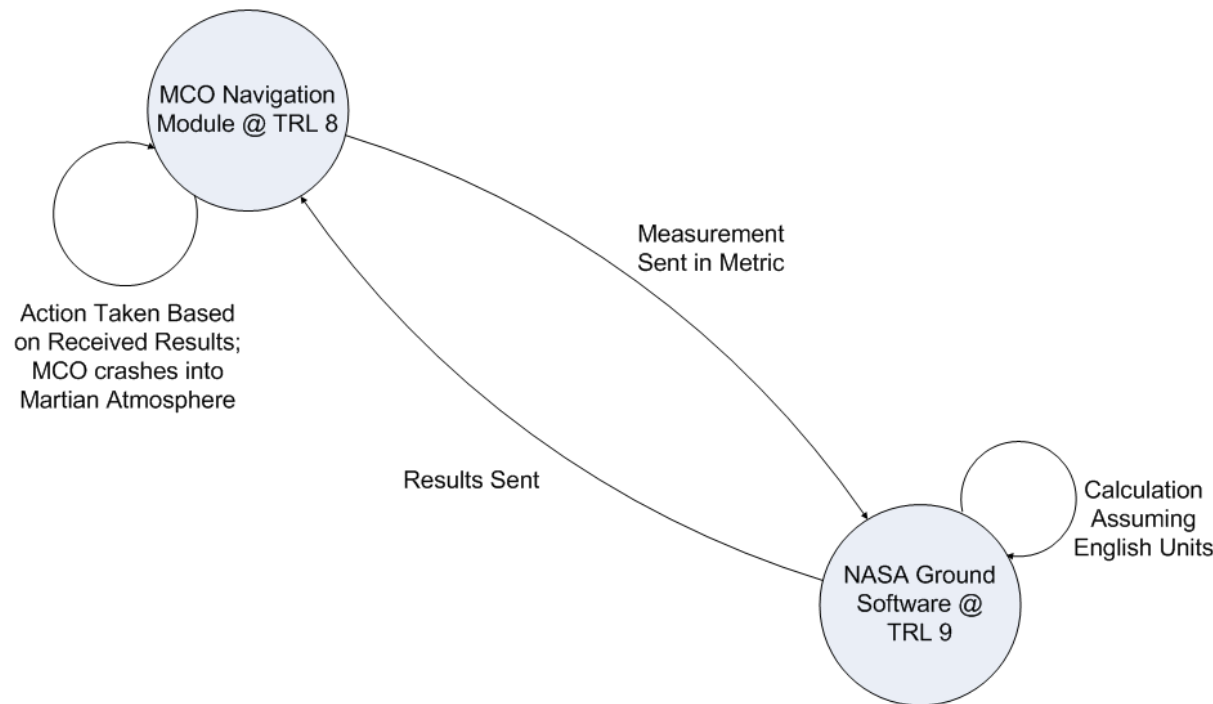 MCO Navigation
Module @ TRL 8
Measurement
Sent in Metric
Action Taken Based
on Received Results;
MCO crashes into
Martian Atmosphere
Results Sent
Calculation
Assuming
English Units
NASA Ground
Software @
TRL 9